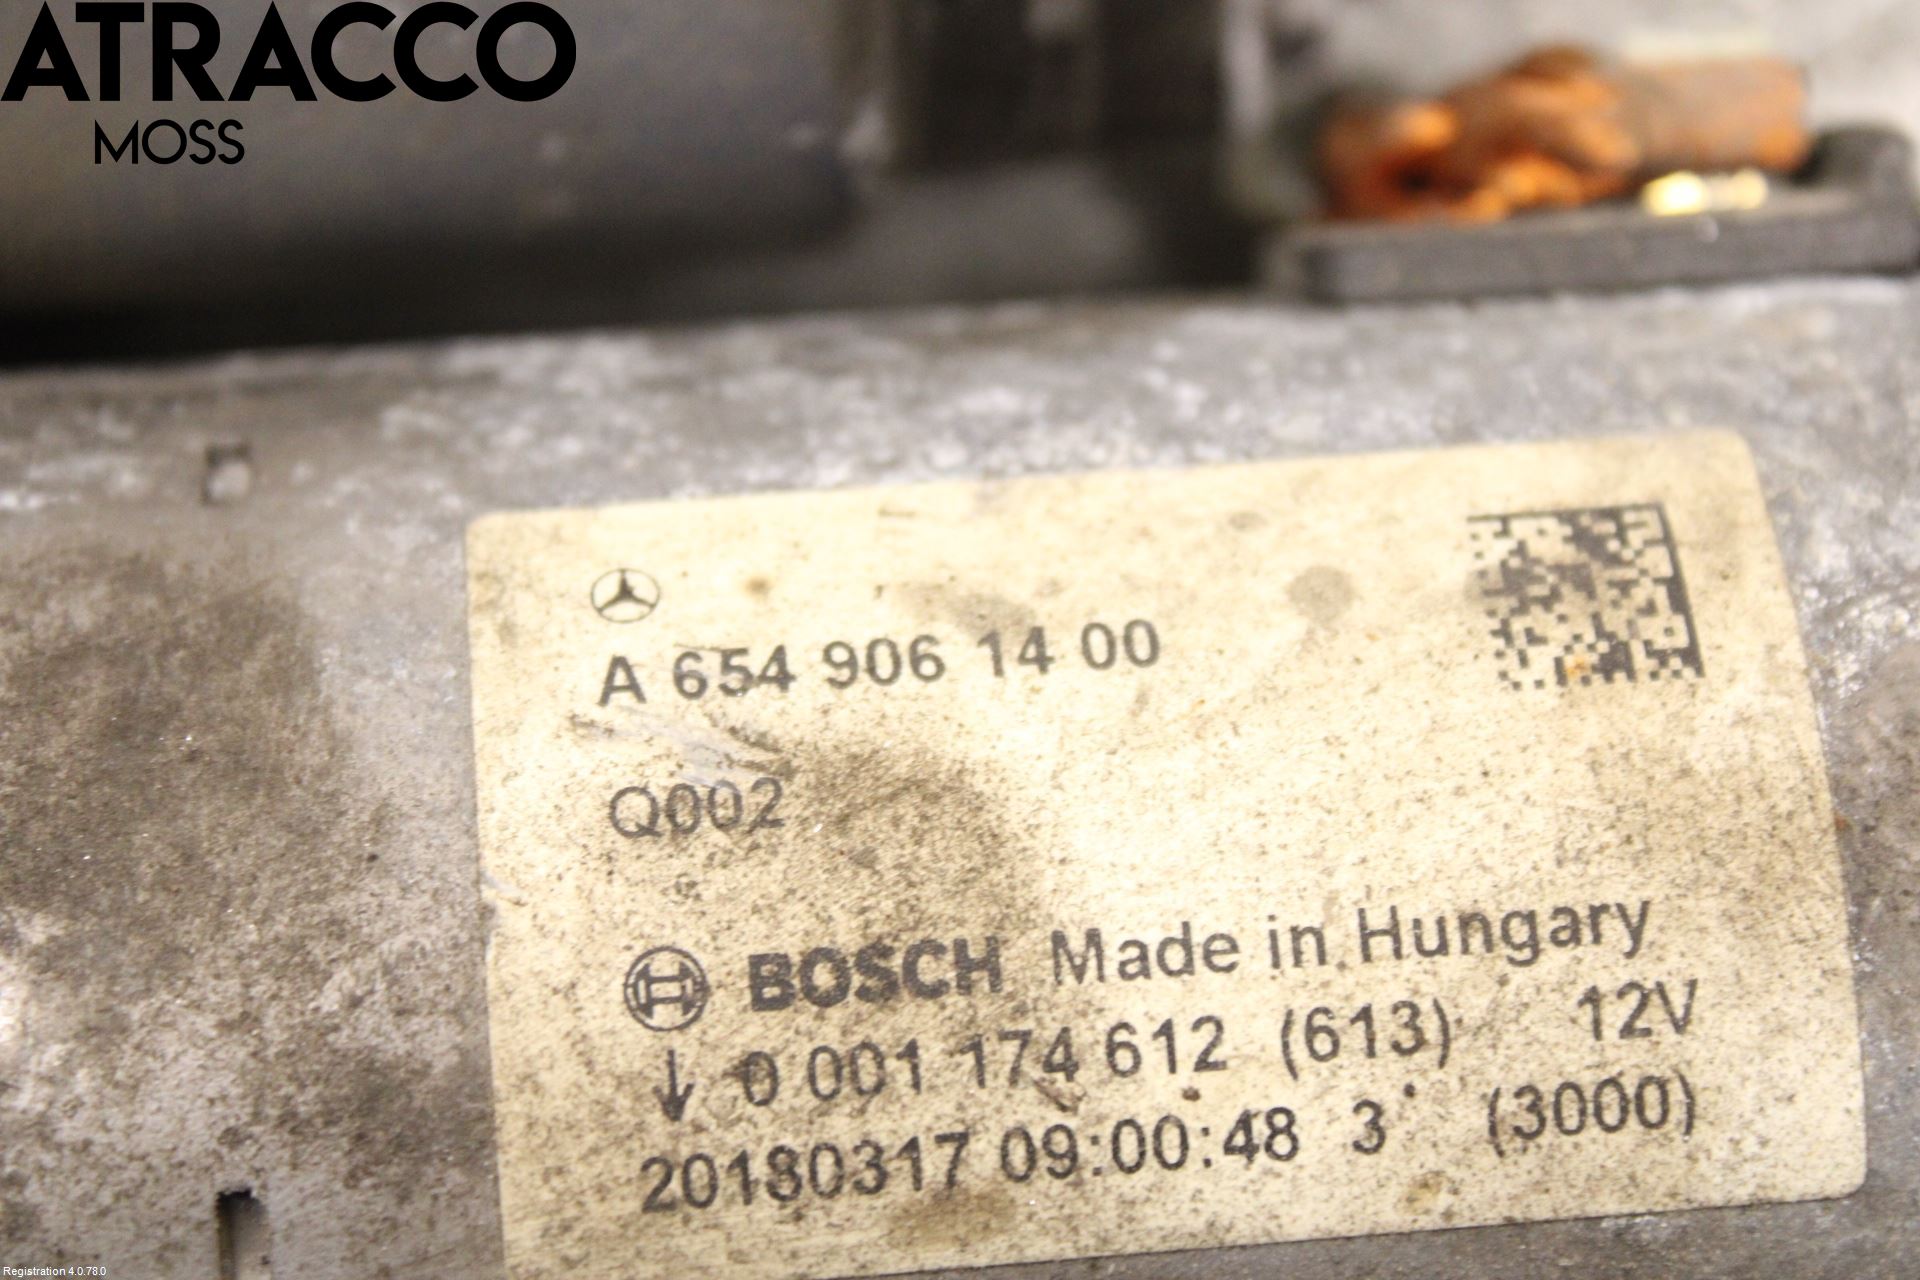 ATRACCO
MOSS
A 654 906 14 00
Q002
BOSCH Made in Hungary
↓ 0 001 174 612 (613) 12V
20180317 09:00:48 3 (3000)
Registration 4.0.78.0